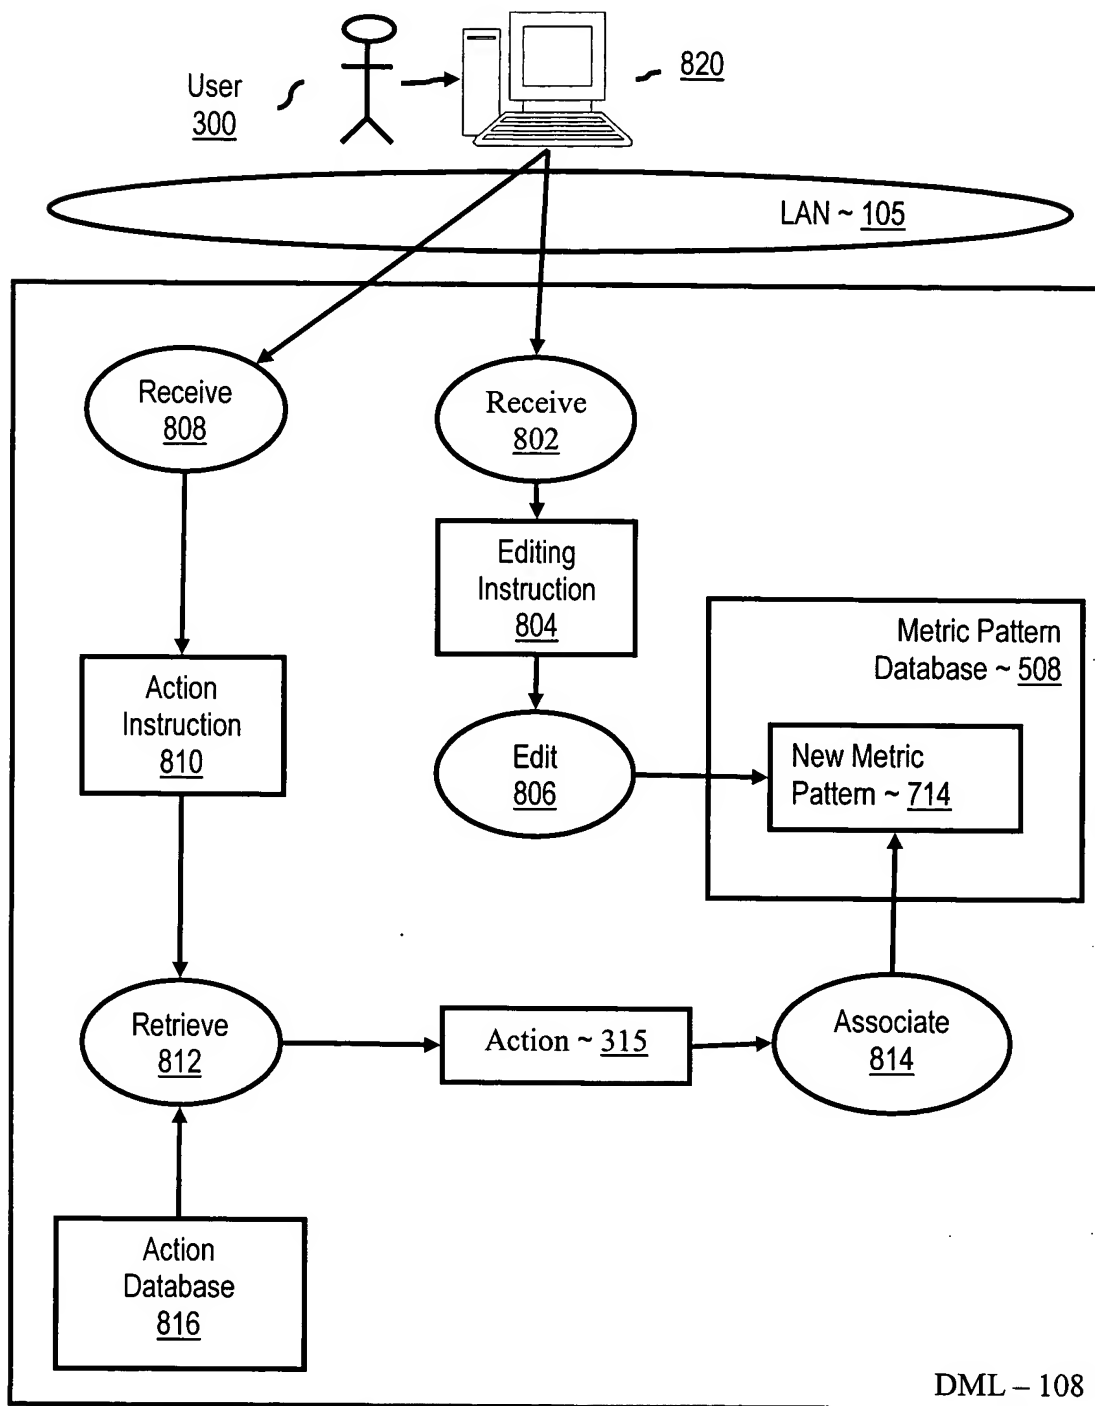 User
300
820
LAN ~ 105
Receive
808
Receive
802
Editing
Instruction
804
Metric Pattern
Database ~ 508
Action
Instruction
810
Edit
806
New Metric
Pattern ~ 714
Retrieve
812
Action ~ 315
Associate
814
Action
Database
816
DML – 108